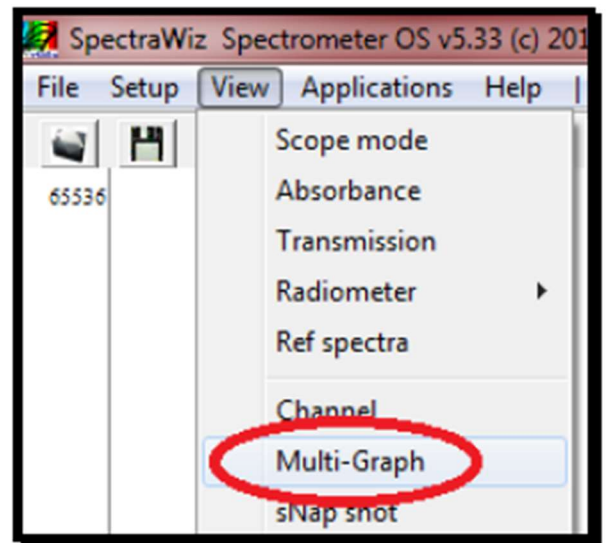 SpectraWiz Spectrometer OS v5.33 (c) 201
File Setup View Applications Help |
65536
Scope mode
Absorbance
Transmission
Radiometer
Ref spectra
Channel
Multi-Graph
sNap shot